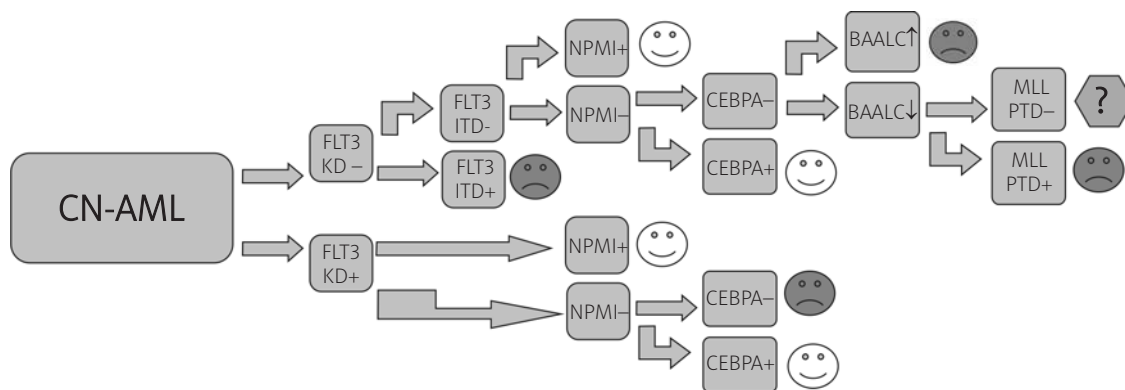 CN-AML
FLT3
KD –
FLT3
ITD-
NPMI+
NPMI–
CEBPA–
BAALC↑
BAALC↓
MLL
PTD–
?
MLL
PTD+
CEBPA+
FLT3
ITD+
FLT3
KD+
NPMI+
NPMI–
CEBPA–
CEBPA+